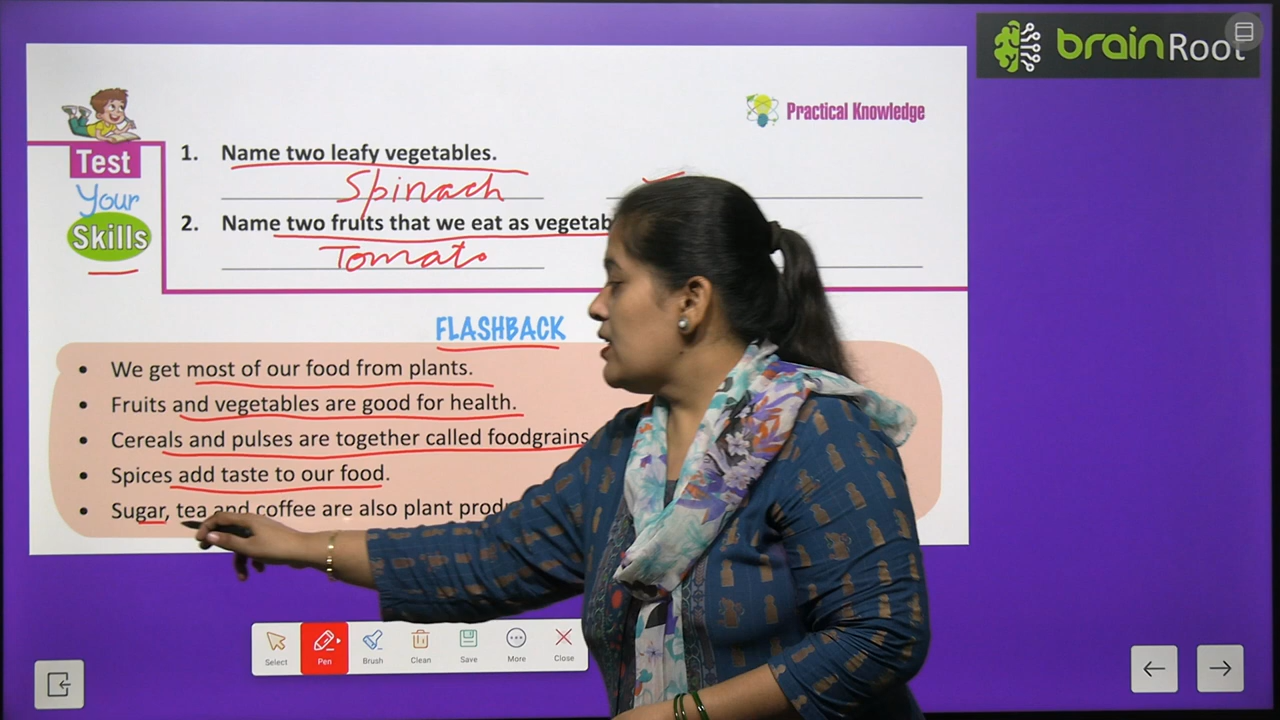 brainRoot
Practical Knowledge
Test
Your
Skills
1. Name two leafy vegetables.
Spinach
2. Name two fruits that we eat as
Tomato
FLASHBACK
• We get most of our food from plants.
• Fruits and vegetables are good for health.
• Cereals and pulses are together called foodgrains
• Spices add taste to our food.
• Sugar, tea and coffee are also plant
Select
Pen
Brush
Clean
Save
More
Close